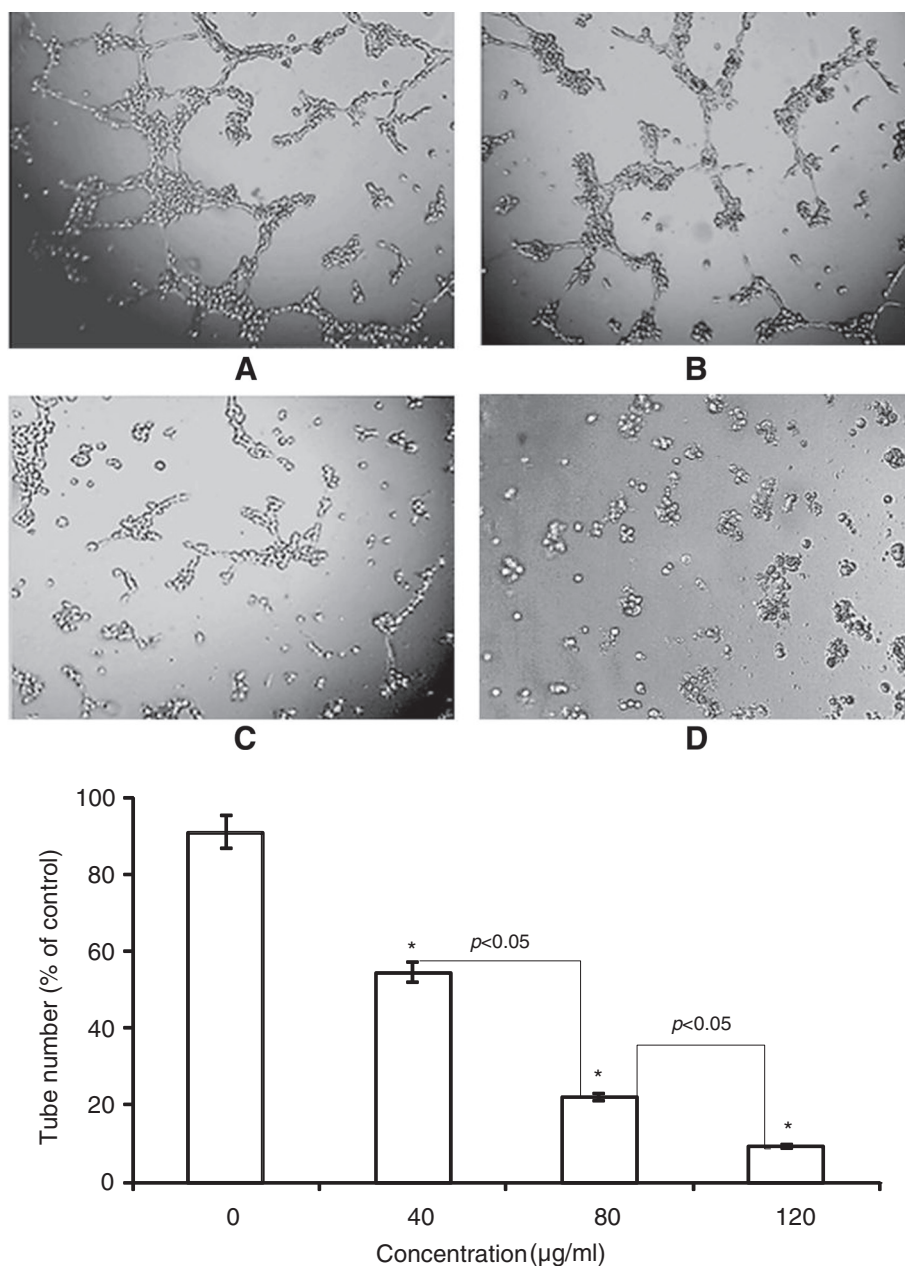 A
B
C
D
100
80
60
40
20
0
Tube number (% of control)
*
p<0.05
*
p<0.05
*
0
40
80
120
Concentration (µg/ml)